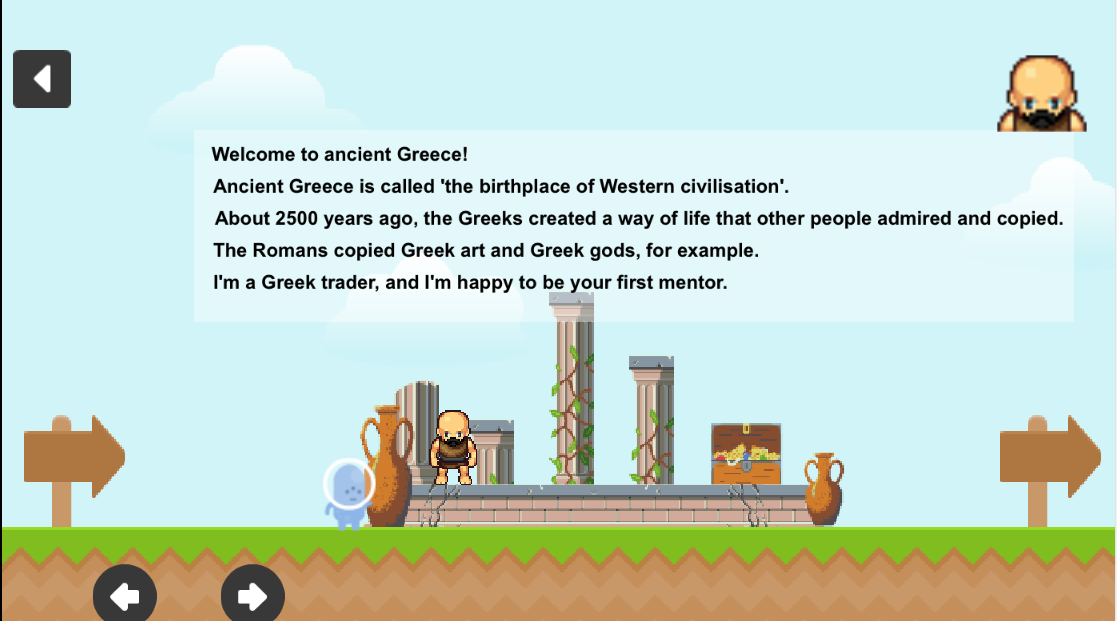 Welcome to ancient Greece!
Ancient Greece is called 'the birthplace of Western civilisation'.
About 2500 years ago, the Greeks created a way of life that other people admired and copied.
The Romans copied Greek art and Greek gods, for example.
I'm a Greek trader, and I'm happy to be your first mentor.